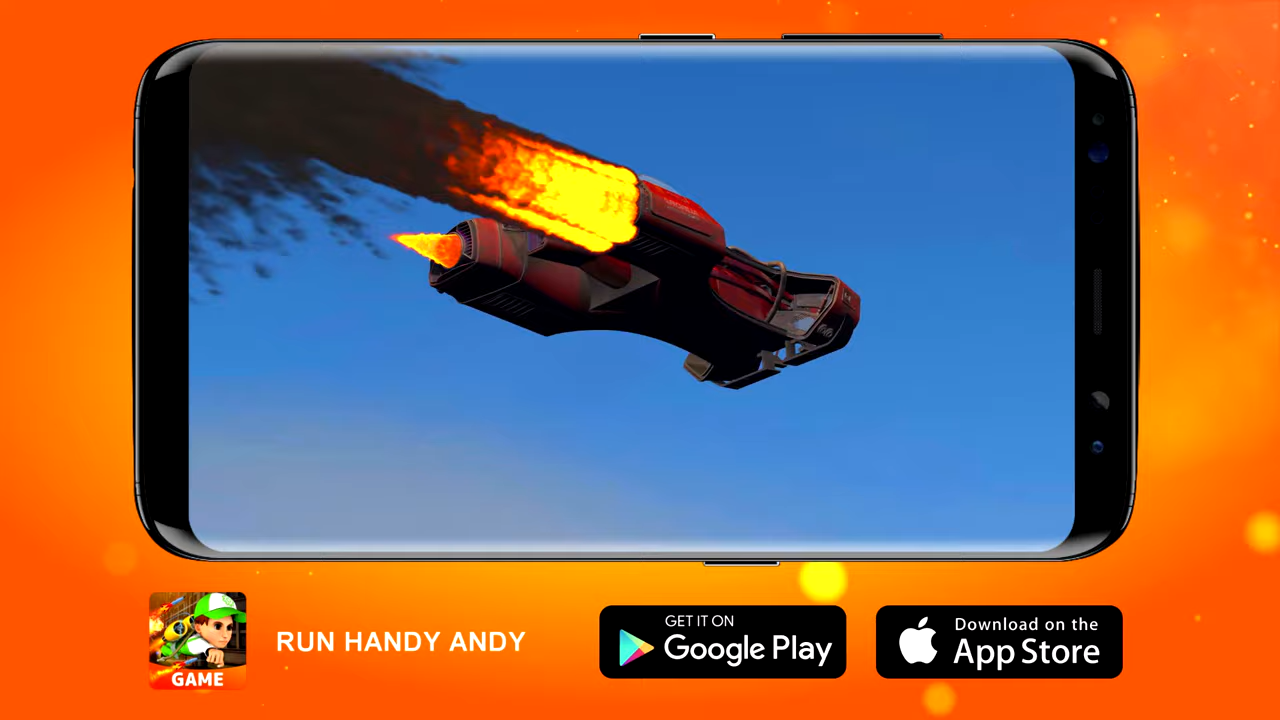 RUN HANDY ANDY
GAME
GET IT ON
Google Play
Download on the
App Store